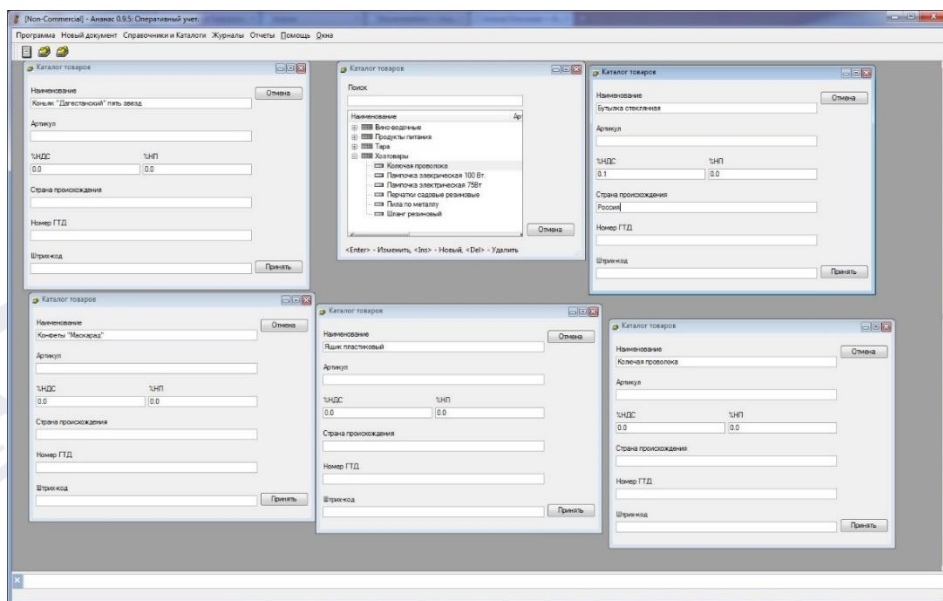 [Non-Commercial] - Ананас 0.9.5: Оперативный учет.
Программа Новый документ Справочники и Каталоги Журналы Отчеты Помощь Окна
Каталог товаров
Наименование
Отмена
Коньяк "Дагестанский" пять звезд
Артикул
%НДС %НП
0.0 0.0
Страна происхождения
Номер ГТД
Штрих-код
Принять
Каталог товаров
Поиск
Наименование Ар
Вино-водочные
Продукты питания
Тара
Хозтовары
Колючая проволока
Лампочка элекрическая 100 Вт.
Лампочка электрическая 75Вт
Перчатки садовые резиновые
Пила по металлу
Шланг резиновый
Отмена
<Enter> - Изменить, <Ins> - Новый, <Del> - Удалить
Каталог товаров
Наименование
Отмена
Бутылка стеклянная
Артикул
%НДС %НП
0.1 0.0
Страна происхождения
Россия
Номер ГТД
Штрих-код
Принять
Каталог товаров
Наименование
Отмена
Конфеты "Маскарад"
Артикул
%НДС %НП
0.0 0.0
Страна происхождения
Номер ГТД
Штрих-код
Принять
Каталог товаров
Наименование
Отмена
Ящик пластиковый
Артикул
%НДС %НП
0.0 0.0
Страна происхождения
Номер ГТД
Штрих-код
Принять
Каталог товаров
Наименование
Отмена
Колючая проволока
Артикул
%НДС %НП
0.0 0.0
Страна происхождения
Номер ГТД
Штрих-код
Принять